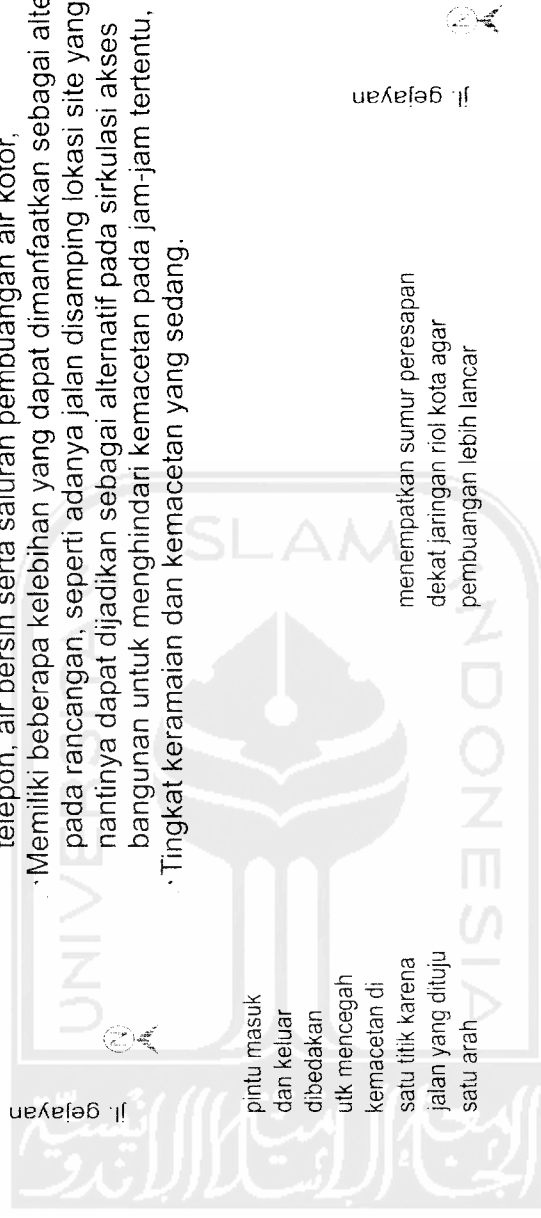 telepon, air bersih serta saluran pembuangan air kotor,
`Memiliki beberapa kelebihan yang dapat dimanfaatkan sebagai alte
pada rancangan, seperti adanya jalan disamping lokasi site yang
nantinya dapat dijadikan sebagai alternatif pada sirkulasi akses
bangunan untuk menghindari kemacetan pada jam-jam tertentu,
`Tingkat keramaian dan kemacetan yang sedang.
jl. gejayan
N
pintu masuk
dan keluar
dibedakan
utk mencegah
kemacetan di
satu titik karena
jalan yang dituju
satu arah
menempatkan sumur peresapan
dekat jaringan riol kota agar
pembuangan lebih lancar
jl. gejayan
N
UNIVERSITAS
ISLAM
INDONESIA